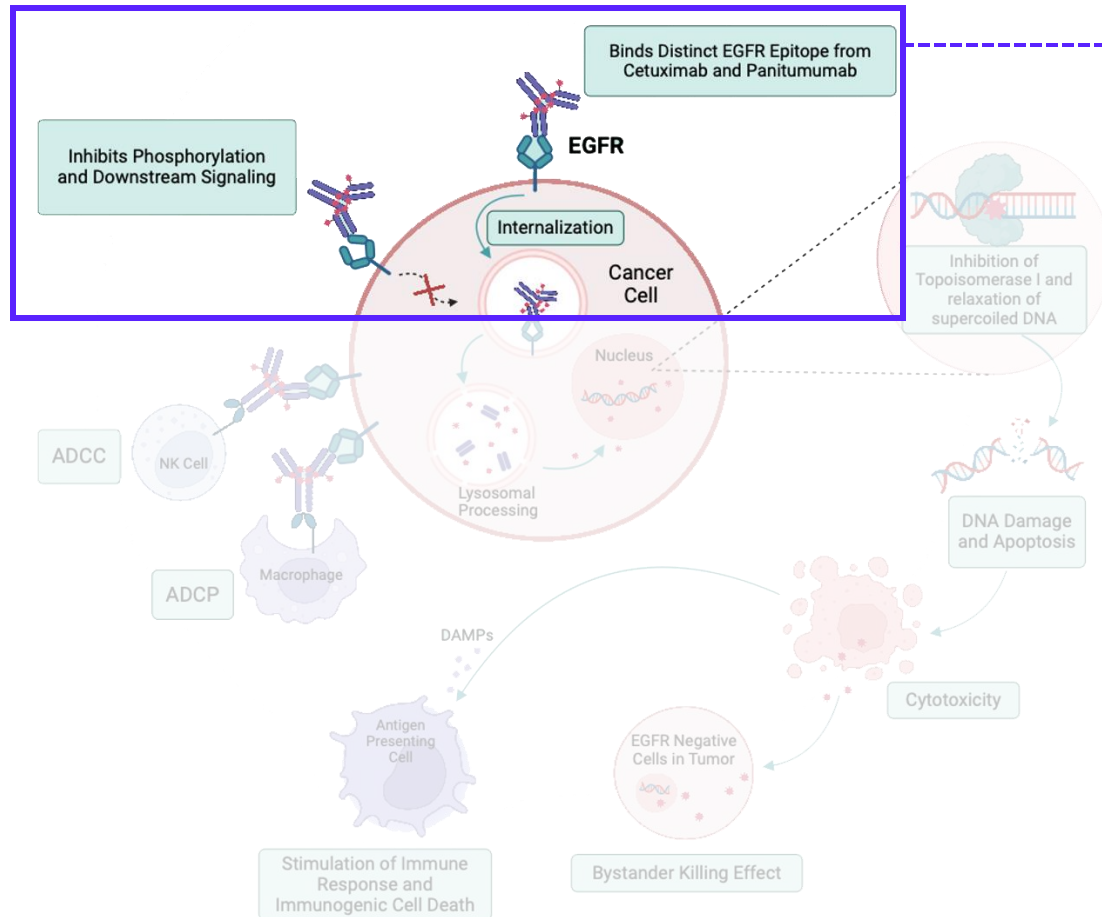 Binds Distinct EGFR Epitope from
Cetuximab and Panitumumab
EGFR
Inhibits Phosphorylation
and Downstream Signaling
Internalization
Cancer
Cell
Inhibition of
Topoisomerase I and
relaxation of
supercoiled DNA
Nucleus
ADCC
NK Cell
Lysosomal
Processing
DNA Damage
and Apoptosis
Macrophage
ADCP
DAMPs
Cytotoxicity
Antigen
Presenting
Cell
EGFR Negative
Cells in Tumor
Stimulation of Immune
Response and
Immunogenic Cell Death
Bystander Killing Effect